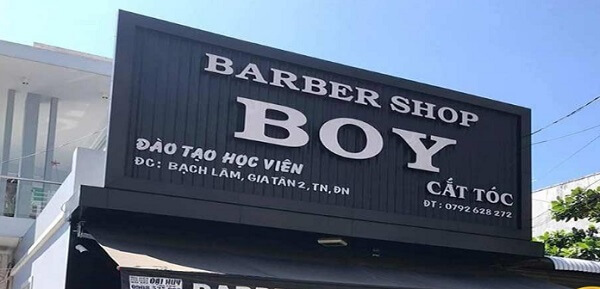 BARBER SHOP
BOY
ĐÀO TẠO HỌC VIÊN
ĐC : BẠCH LÂM, GIA TÂN 2, TN, ĐN
CẮT TÓC
ĐT : 0792 628 272